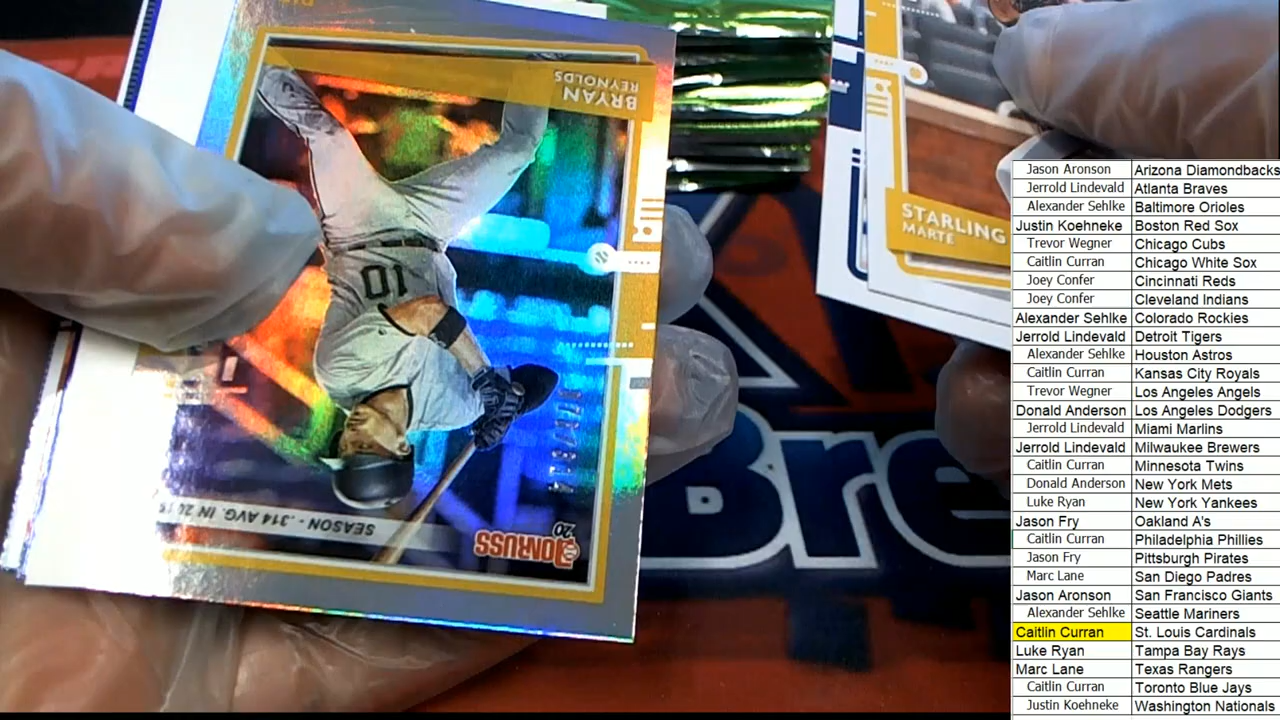 BRYAN
REYNOLDS
10
SEASON - .314 AVG. IN 20
'20
DONRUSS
STARLING
MARTÉ
Bre
Jason Aronson Arizona Diamondbacks
Jerrold Lindevald Atlanta Braves
Alexander Sehlke Baltimore Orioles
Justin Koehneke Boston Red Sox
Trevor Wegner Chicago Cubs
Caitlin Curran Chicago White Sox
Joey Confer Cincinnati Reds
Joey Confer Cleveland Indians
Alexander Sehlke Colorado Rockies
Jerrold Lindevald Detroit Tigers
Alexander Sehlke Houston Astros
Caitlin Curran Kansas City Royals
Trevor Wegner Los Angeles Angels
Donald Anderson Los Angeles Dodgers
Jerrold Lindevald Miami Marlins
Jerrold Lindevald Milwaukee Brewers
Caitlin Curran Minnesota Twins
Donald Anderson New York Mets
Luke Ryan New York Yankees
Jason Fry Oakland A's
Caitlin Curran Philadelphia Phillies
Jason Fry Pittsburgh Pirates
Marc Lane San Diego Padres
Jason Aronson San Francisco Giants
Alexander Sehlke Seattle Mariners
Caitlin Curran St. Louis Cardinals
Luke Ryan Tampa Bay Rays
Marc Lane Texas Rangers
Caitlin Curran Toronto Blue Jays
Justin Koehneke Washington Nationals